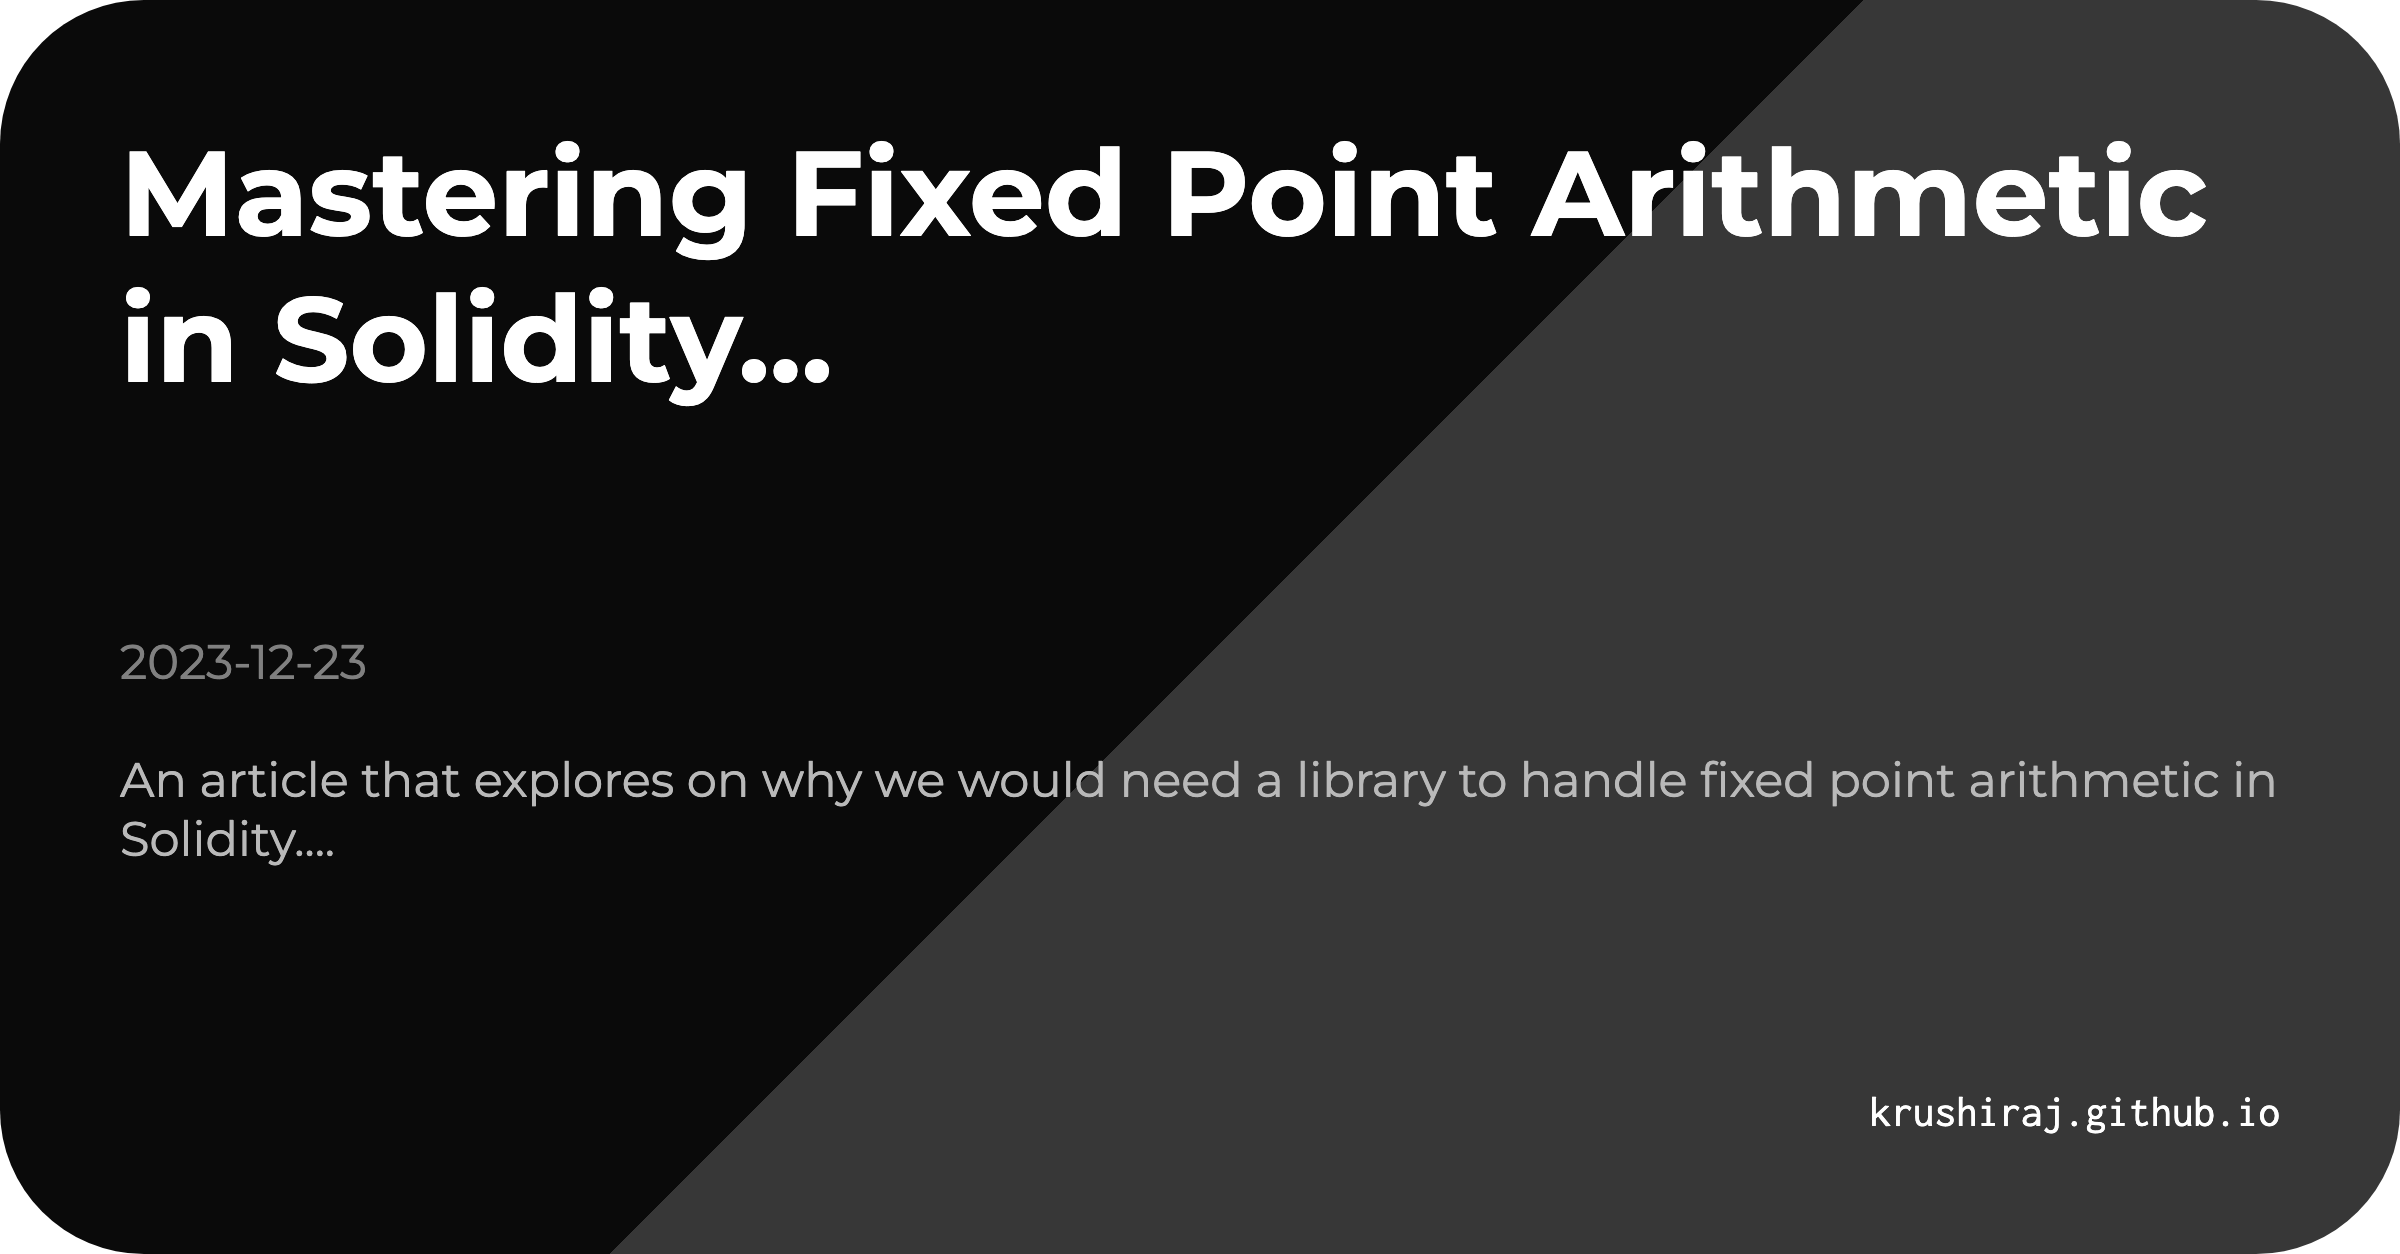 Mastering Fixed Point Arithmetic
in Solidity...
2023-12-23
An article that explores on why we would need a library to handle fixed point arithmetic in
Solidity....
krushiraj.github.io